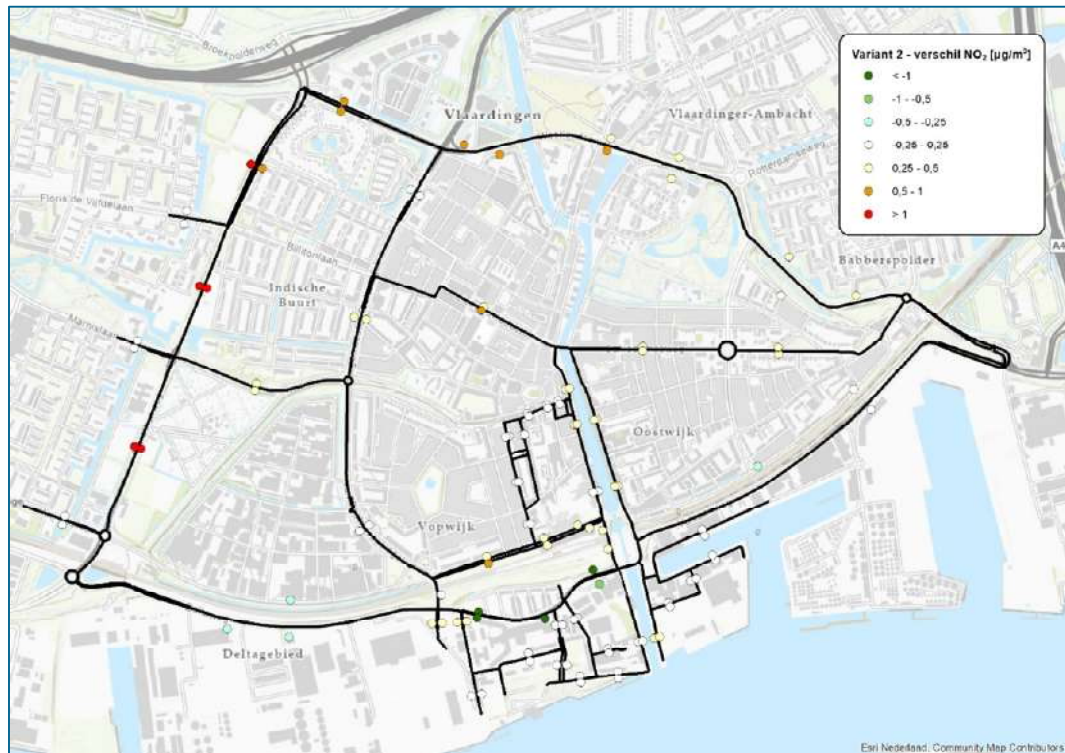 Broekpolderweg
Variant 2 - verschil NO₂ [µg/m³]
< -1
-1 - -0,5
-0,5 - -0,25
-0,25 - 0,25
0,25 - 0,5
0,5 - 1
> 1
Vlaardingen
Vlaardinger-Ambacht
Rotterdamseweg
Floris de Vijfdelaan
Billitonlaan
A4
Babberspolder
Indische
Buurt
Marnixlaan
Oostwijk
Vopwijk
Deltagebied
Esri Nederland, Community Map Contributors